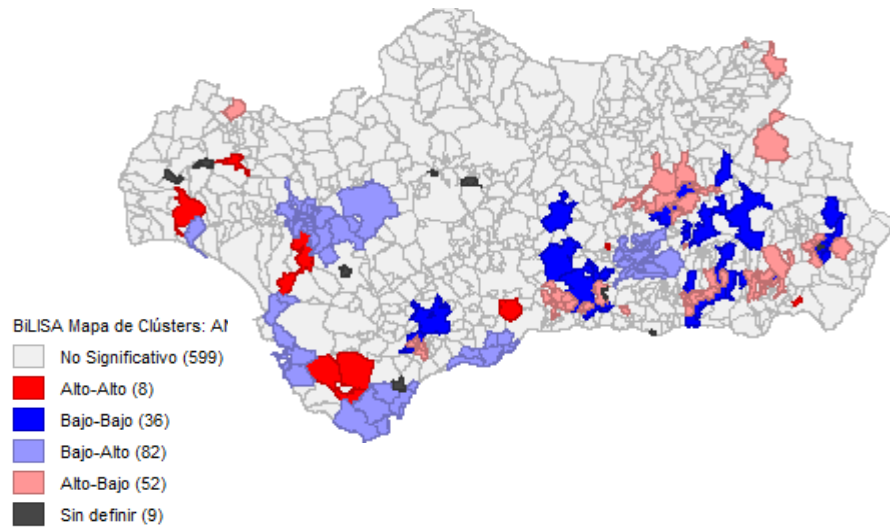 BiLISA Mapa de Clústers: AN
No Significativo (599)
Alto-Alto (8)
Bajo-Bajo (36)
Bajo-Alto (82)
Alto-Bajo (52)
Sin definir (9)